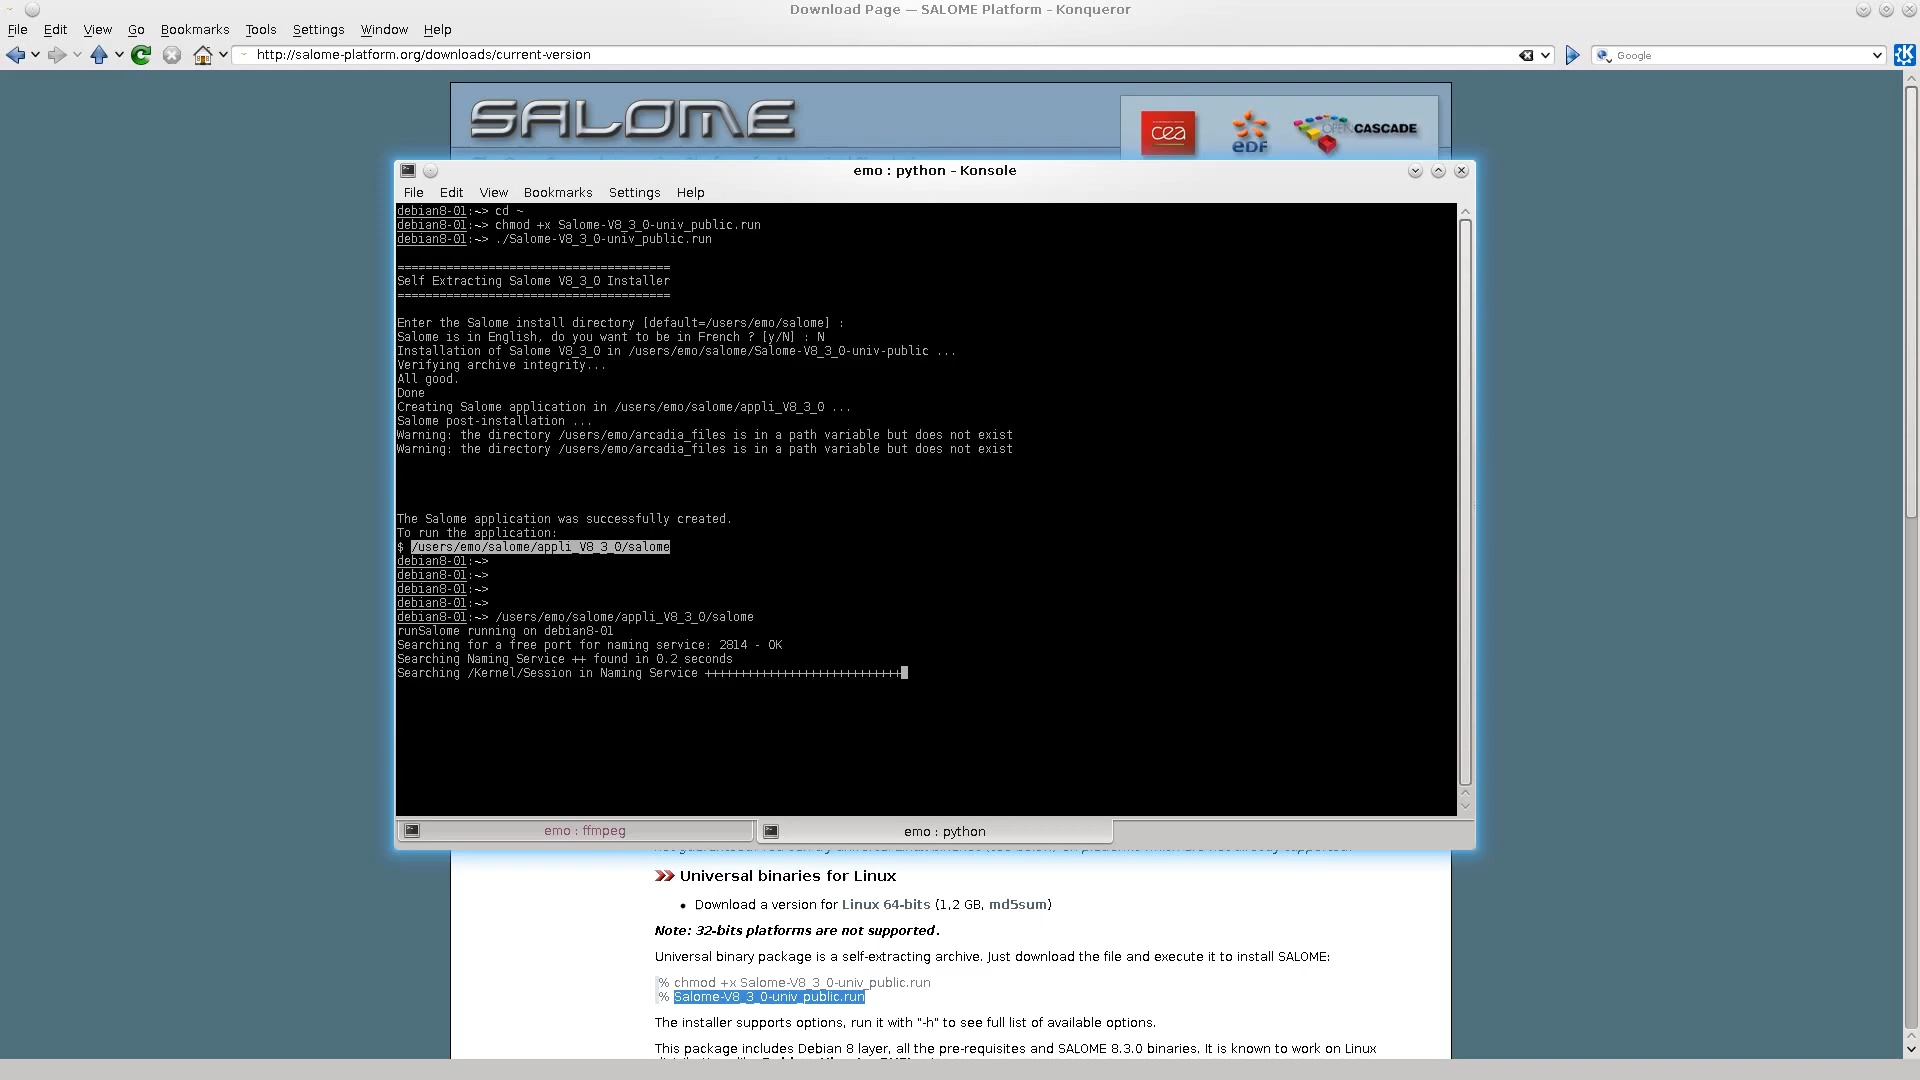 Download Page — SALOME Platform - Konqueror
File Edit View Go Bookmarks Tools Settings Window Help
http://salome-platform.org/downloads/current-version
Google
SALOME
cea
eDF
OPEN CASCADE
emo : python - Konsole
File Edit View Bookmarks Settings Help
debian8-01:~> cd ~
debian8-01:~> chmod +x Salome-V8_3_0-univ_public.run
debian8-01:~> ./Salome-V8_3_0-univ_public.run
=======================================
Self Extracting Salome V8_3_0 Installer
=======================================
Enter the Salome install directory [default=/users/emo/salome] :
Salome is in English, do you want to be in French ? [y/N] : N
Installation of Salome V8_3_0 in /users/emo/salome/Salome-V8_3_0-univ-public ...
Verifying archive integrity...
All good.
Done
Creating Salome application in /users/emo/salome/appli_V8_3_0 ...
Salome post-installation ...
Warning: the directory /users/emo/arcadia_files is in a path variable but does not exist
Warning: the directory /users/emo/arcadia_files is in a path variable but does not exist
The Salome application was successfully created.
To run the application:
$ /users/emo/salome/appli_V8_3_0/salome
debian8-01:~>
debian8-01:~>
debian8-01:~>
debian8-01:~>
debian8-01:~> /users/emo/salome/appli_V8_3_0/salome
runSalome running on debian8-01
Searching for a free port for naming service: 2814 - OK
Searching Naming Service ++ found in 0.2 seconds
Searching /Kernel/Session in Naming Service ++++++++++++++++++++++++++++
emo : ffmpeg
emo : python
Universal binaries for Linux
• Download a version for Linux 64-bits (1,2 GB, md5sum)
Note: 32-bits platforms are not supported.
Universal binary package is a self-extracting archive. Just download the file and execute it to install SALOME:
% chmod +x Salome-V8_3_0-univ_public.run
% Salome-V8_3_0-univ_public.run
The installer supports options, run it with "-h" to see full list of available options.
This package includes Debian 8 layer, all the pre-requisites and SALOME 8.3.0 binaries. It is known to work on Linux